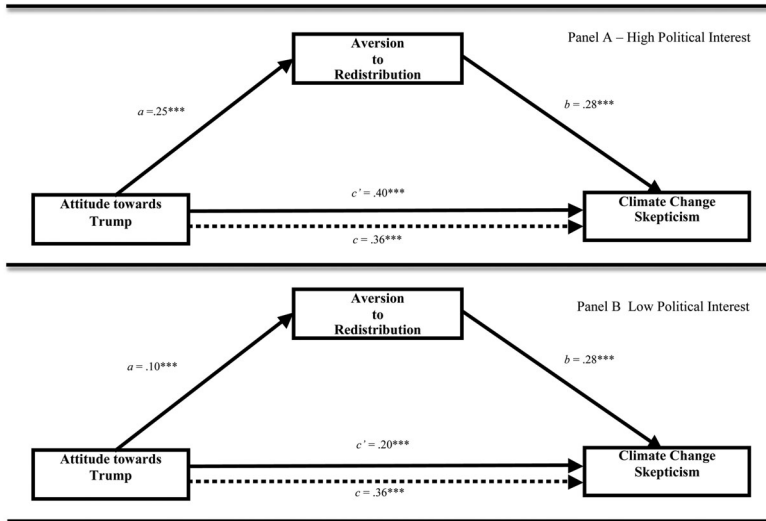 Panel A – High Political Interest
Aversion
to
Redistribution
a =.25***
b = .28***
Attitude towards
Trump
c' = .40***
c = .36***
Climate Change
Skepticism
Panel B Low Political Interest
Aversion
to
Redistribution
a = .10***
b = .28***
Attitude towards
Trump
c' = .20***
c = .36***
Climate Change
Skepticism